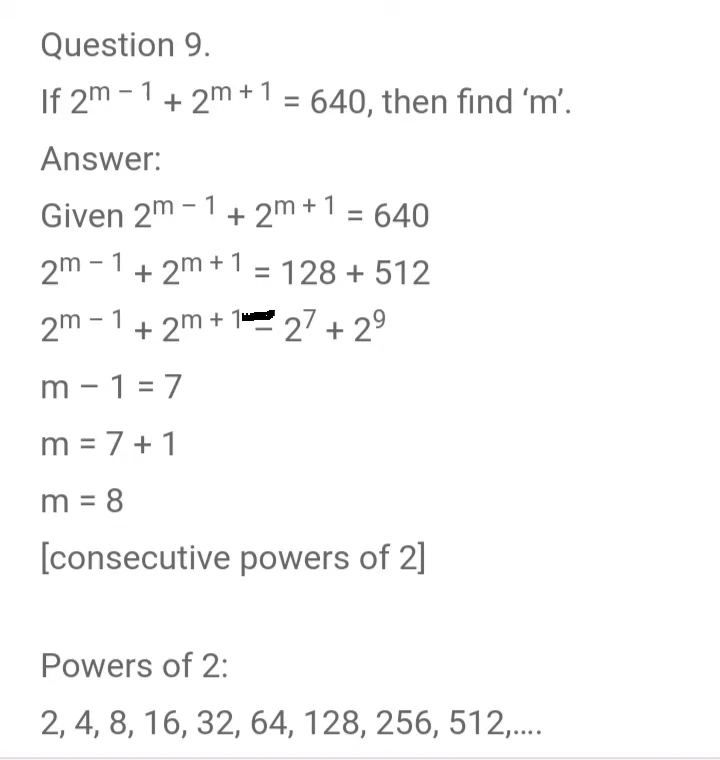 Question 9.
If 2ᵐ ⁻ ¹ + 2ᵐ ⁺ ¹ = 640, then find ‘m’.
Answer:
Given 2ᵐ ⁻ ¹ + 2ᵐ ⁺ ¹ = 640
2ᵐ ⁻ ¹ + 2ᵐ ⁺ ¹ = 128 + 512
2ᵐ ⁻ ¹ + 2ᵐ ⁺ ¹ = 2⁷ + 2⁹
m − 1 = 7
m = 7 + 1
m = 8
[consecutive powers of 2]
Powers of 2:
2, 4, 8, 16, 32, 64, 128, 256, 512,....